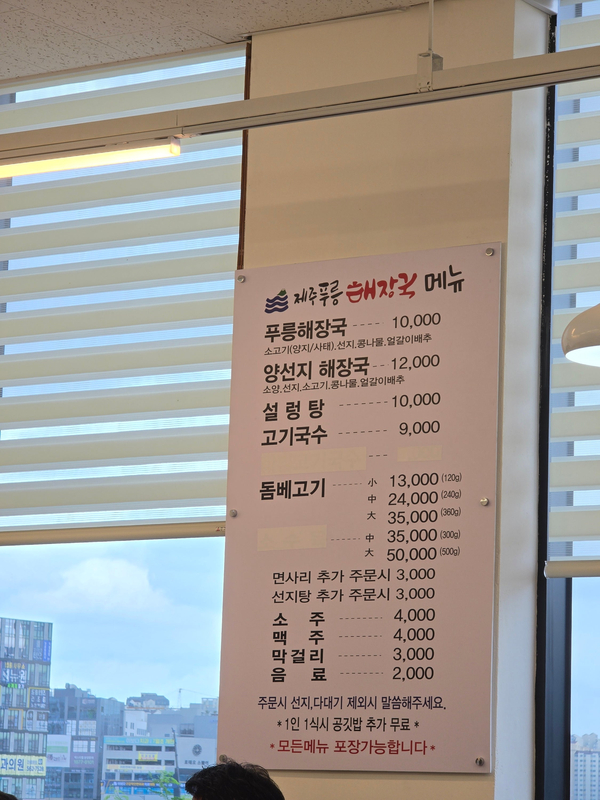 제주푸릉 해장국 메뉴
푸릉해장국 ---- 10,000
소고기(양지/사태).선지.콩나물.얼갈이배추
양선지 해장국 -- 12,000
소양.선지.소고기.콩나물.얼갈이배추
설렁탕 -------- 10,000
고기국수 -------- 9,000
---
돔베고기 ----- 小 13,000 (120g)
中 24,000 (240g)
大 35,000 (360g)
------ 中 35,000 (300g)
大 50,000 (500g)
면사리 추가 주문시 3,000
선지탕 추가 주문시 3,000
소 주 -------- 4,000
맥 주 -------- 4,000
막걸리 -------- 3,000
음 료 -------- 2,000
주문시 선지.다대기 제외시 말씀해주세요.
*1인 1식시 공깃밥 추가 무료*
*모든메뉴 포장가능합니다*
과의원